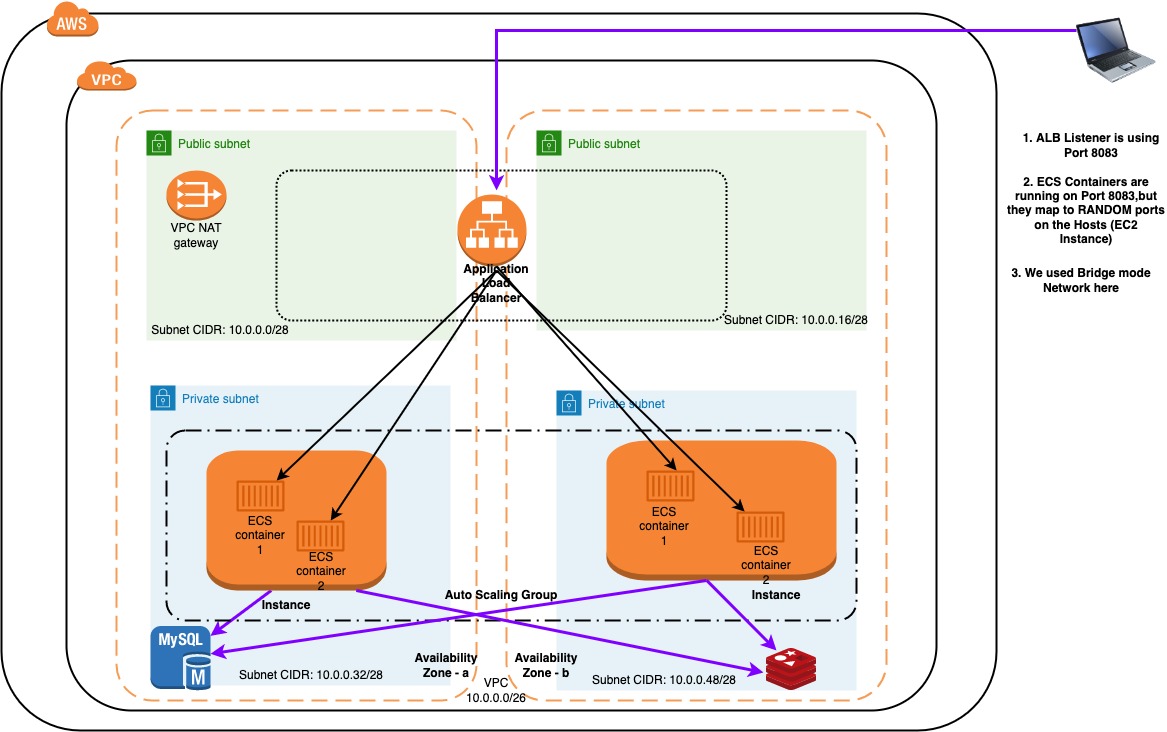 AWS
VPC
Public subnet
Public subnet
VPC NAT
gateway
Application
Load
Balancer
Subnet CIDR: 10.0.0.0/28
Subnet CIDR: 10.0.0.16/28
1. ALB Listener is using
Port 8083
2. ECS Containers are
running on Port 8083,but
they map to RANDOM ports
on the Hosts (EC2
Instance)
3. We used Bridge mode
Network here
Private subnet
Private subnet
ECS
container
1
ECS
container
2
ECS
container
1
ECS
container
2
Instance
Auto Scaling Group
Instance
MySQL
M
Subnet CIDR: 10.0.0.32/28
Availability
Zone - a
Availability
Zone - b
VPC
10.0.0.0/26
Subnet CIDR: 10.0.0.48/28